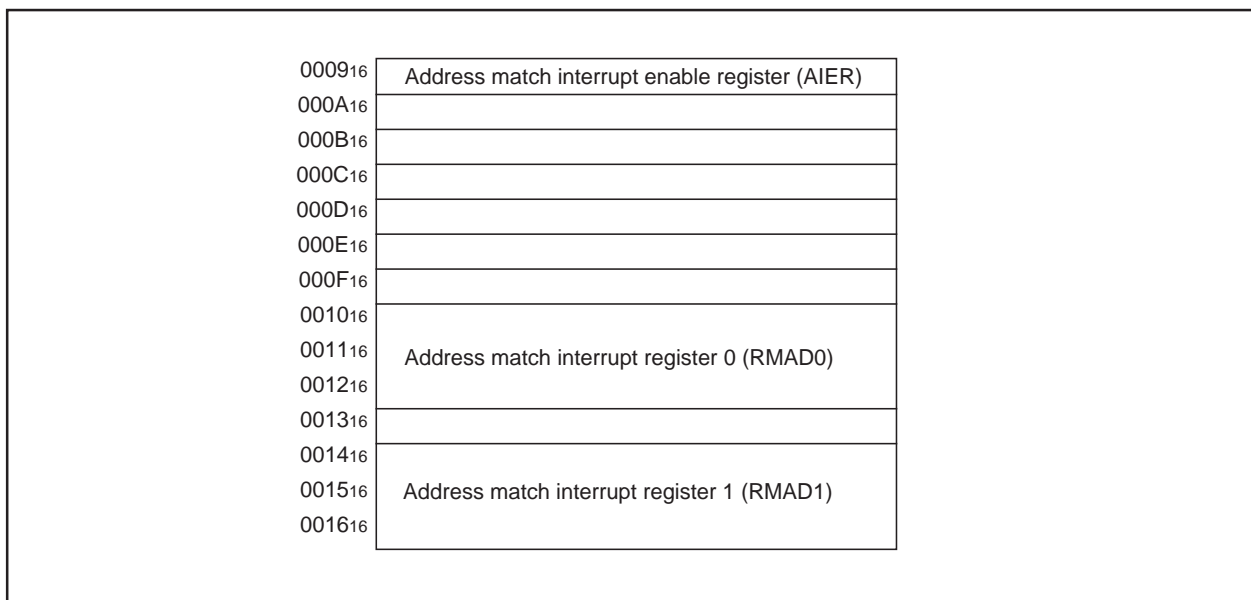 000916 Address match interrupt enable register (AIER)
000A16
000B16
000C16
000D16
000E16
000F16
001016
001116 Address match interrupt register 0 (RMAD0)
001216
001316
001416
001516 Address match interrupt register 1 (RMAD1)
001616